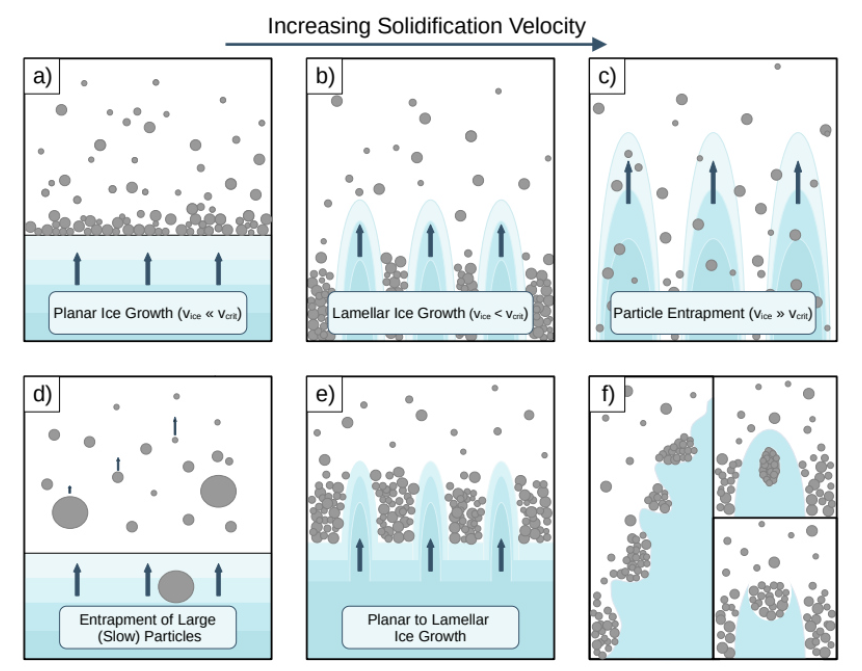 Increasing Solidification Velocity
a)
b)
c)
Planar Ice Growth (vice « vcrit)
Lamellar Ice Growth (vice < vcrit)
Particle Entrapment (vice » vcrit)
d)
e)
f)
Entrapment of Large
(Slow) Particles
Planar to Lamellar
Ice Growth